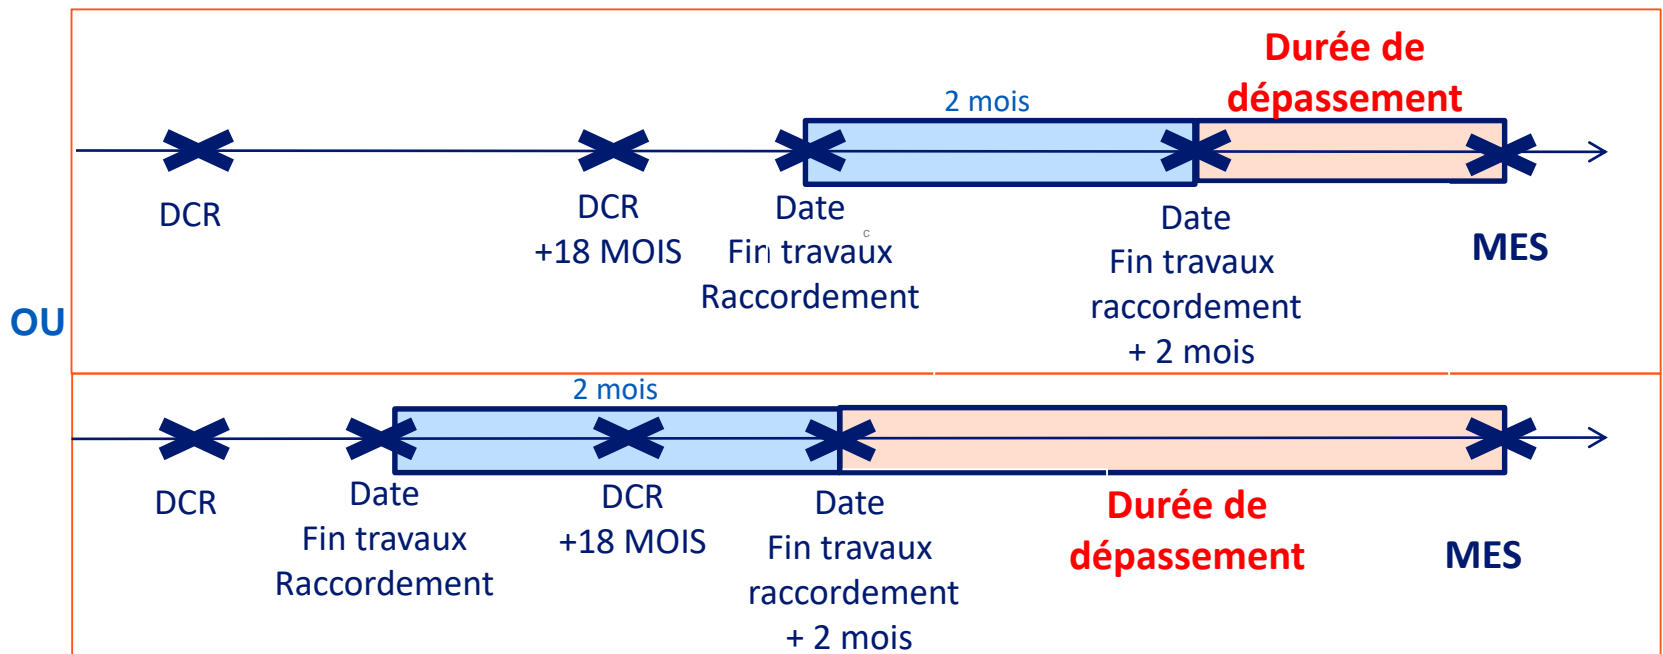 Durée de
dépassement
2 mois
DCR
DCR
+18 MOIS
Date
Fin travaux
Raccordement
c
Date
Fin travaux
raccordement
+ 2 mois
MES
OU
2 mois
DCR
Date
Fin travaux
Raccordement
DCR
+18 MOIS
Date
Fin travaux
raccordement
+ 2 mois
Durée de
dépassement
MES